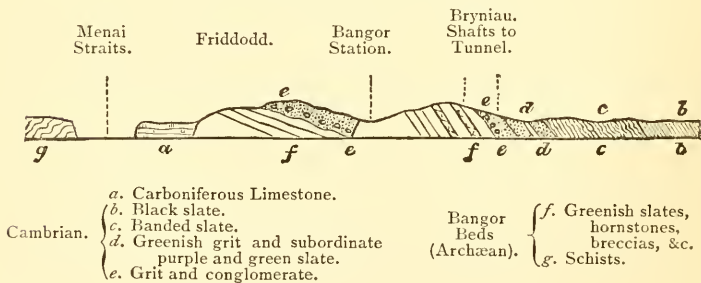 Menai
Straits.
Friddodd.
Bangor
Station.
Bryniau.
Shafts to
Tunnel.
e
e
d
c
b
g
a
f
e
f
e
d
c
b
Cambrian.
a. Carboniferous Limestone.
b. Black slate.
c. Banded slate.
d. Greenish grit and subordinate
purple and green slate.
e. Grit and conglomerate.
Bangor
Beds
(Archæan).
f. Greenish slates,
hornstones,
breccias, &c.
g. Schists.